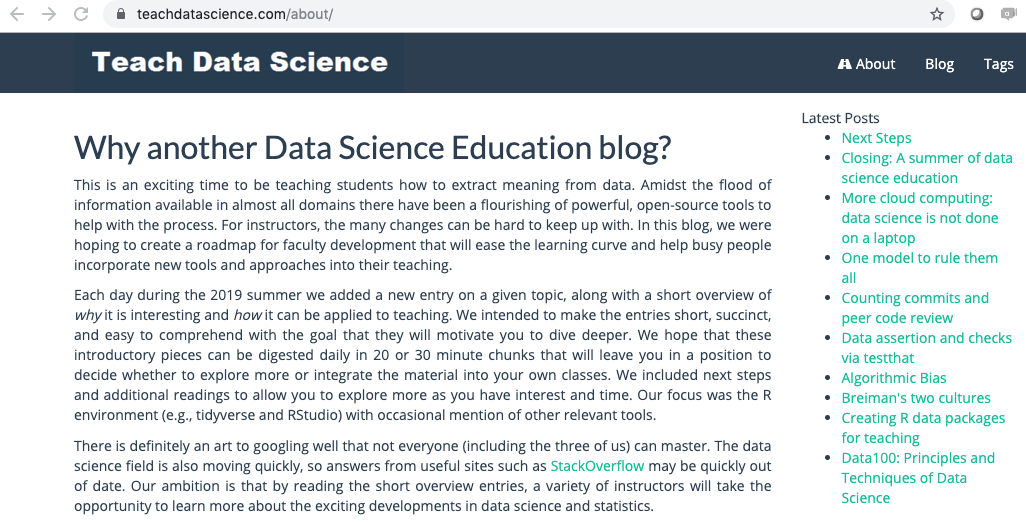 teachdatascience.com/about/
Teach Data Science
About Blog Tags
Why another Data Science Education blog?
This is an exciting time to be teaching students how to extract meaning from data. Amidst the flood of
information available in almost all domains there have been a flourishing of powerful, open-source tools to
help with the process. For instructors, the many changes can be hard to keep up with. In this blog, we were
hoping to create a roadmap for faculty development that will ease the learning curve and help busy people
incorporate new tools and approaches into their teaching.
Each day during the 2019 summer we added a new entry on a given topic, along with a short overview of
why it is interesting and how it can be applied to teaching. We intended to make the entries short, succinct,
and easy to comprehend with the goal that they will motivate you to dive deeper. We hope that these
introductory pieces can be digested daily in 20 or 30 minute chunks that will leave you in a position to
decide whether to explore more or integrate the material into your own classes. We included next steps
and additional readings to allow you to explore more as you have interest and time. Our focus was the R
environment (e.g., tidyverse and RStudio) with occasional mention of other relevant tools.
There is definitely an art to googling well that not everyone (including the three of us) can master. The data
science field is also moving quickly, so answers from useful sites such as StackOverflow may be quickly out
of date. Our ambition is that by reading the short overview entries, a variety of instructors will take the
opportunity to learn more about the exciting developments in data science and statistics.
Latest Posts
Next Steps
Closing: A summer of data
science education
More cloud computing:
data science is not done
on a laptop
One model to rule them
all
Counting commits and
peer code review
Data assertion and checks
via testthat
Algorithmic Bias
Breiman's two cultures
Creating R data packages
for teaching
Data100: Principles and
Techniques of Data
Science